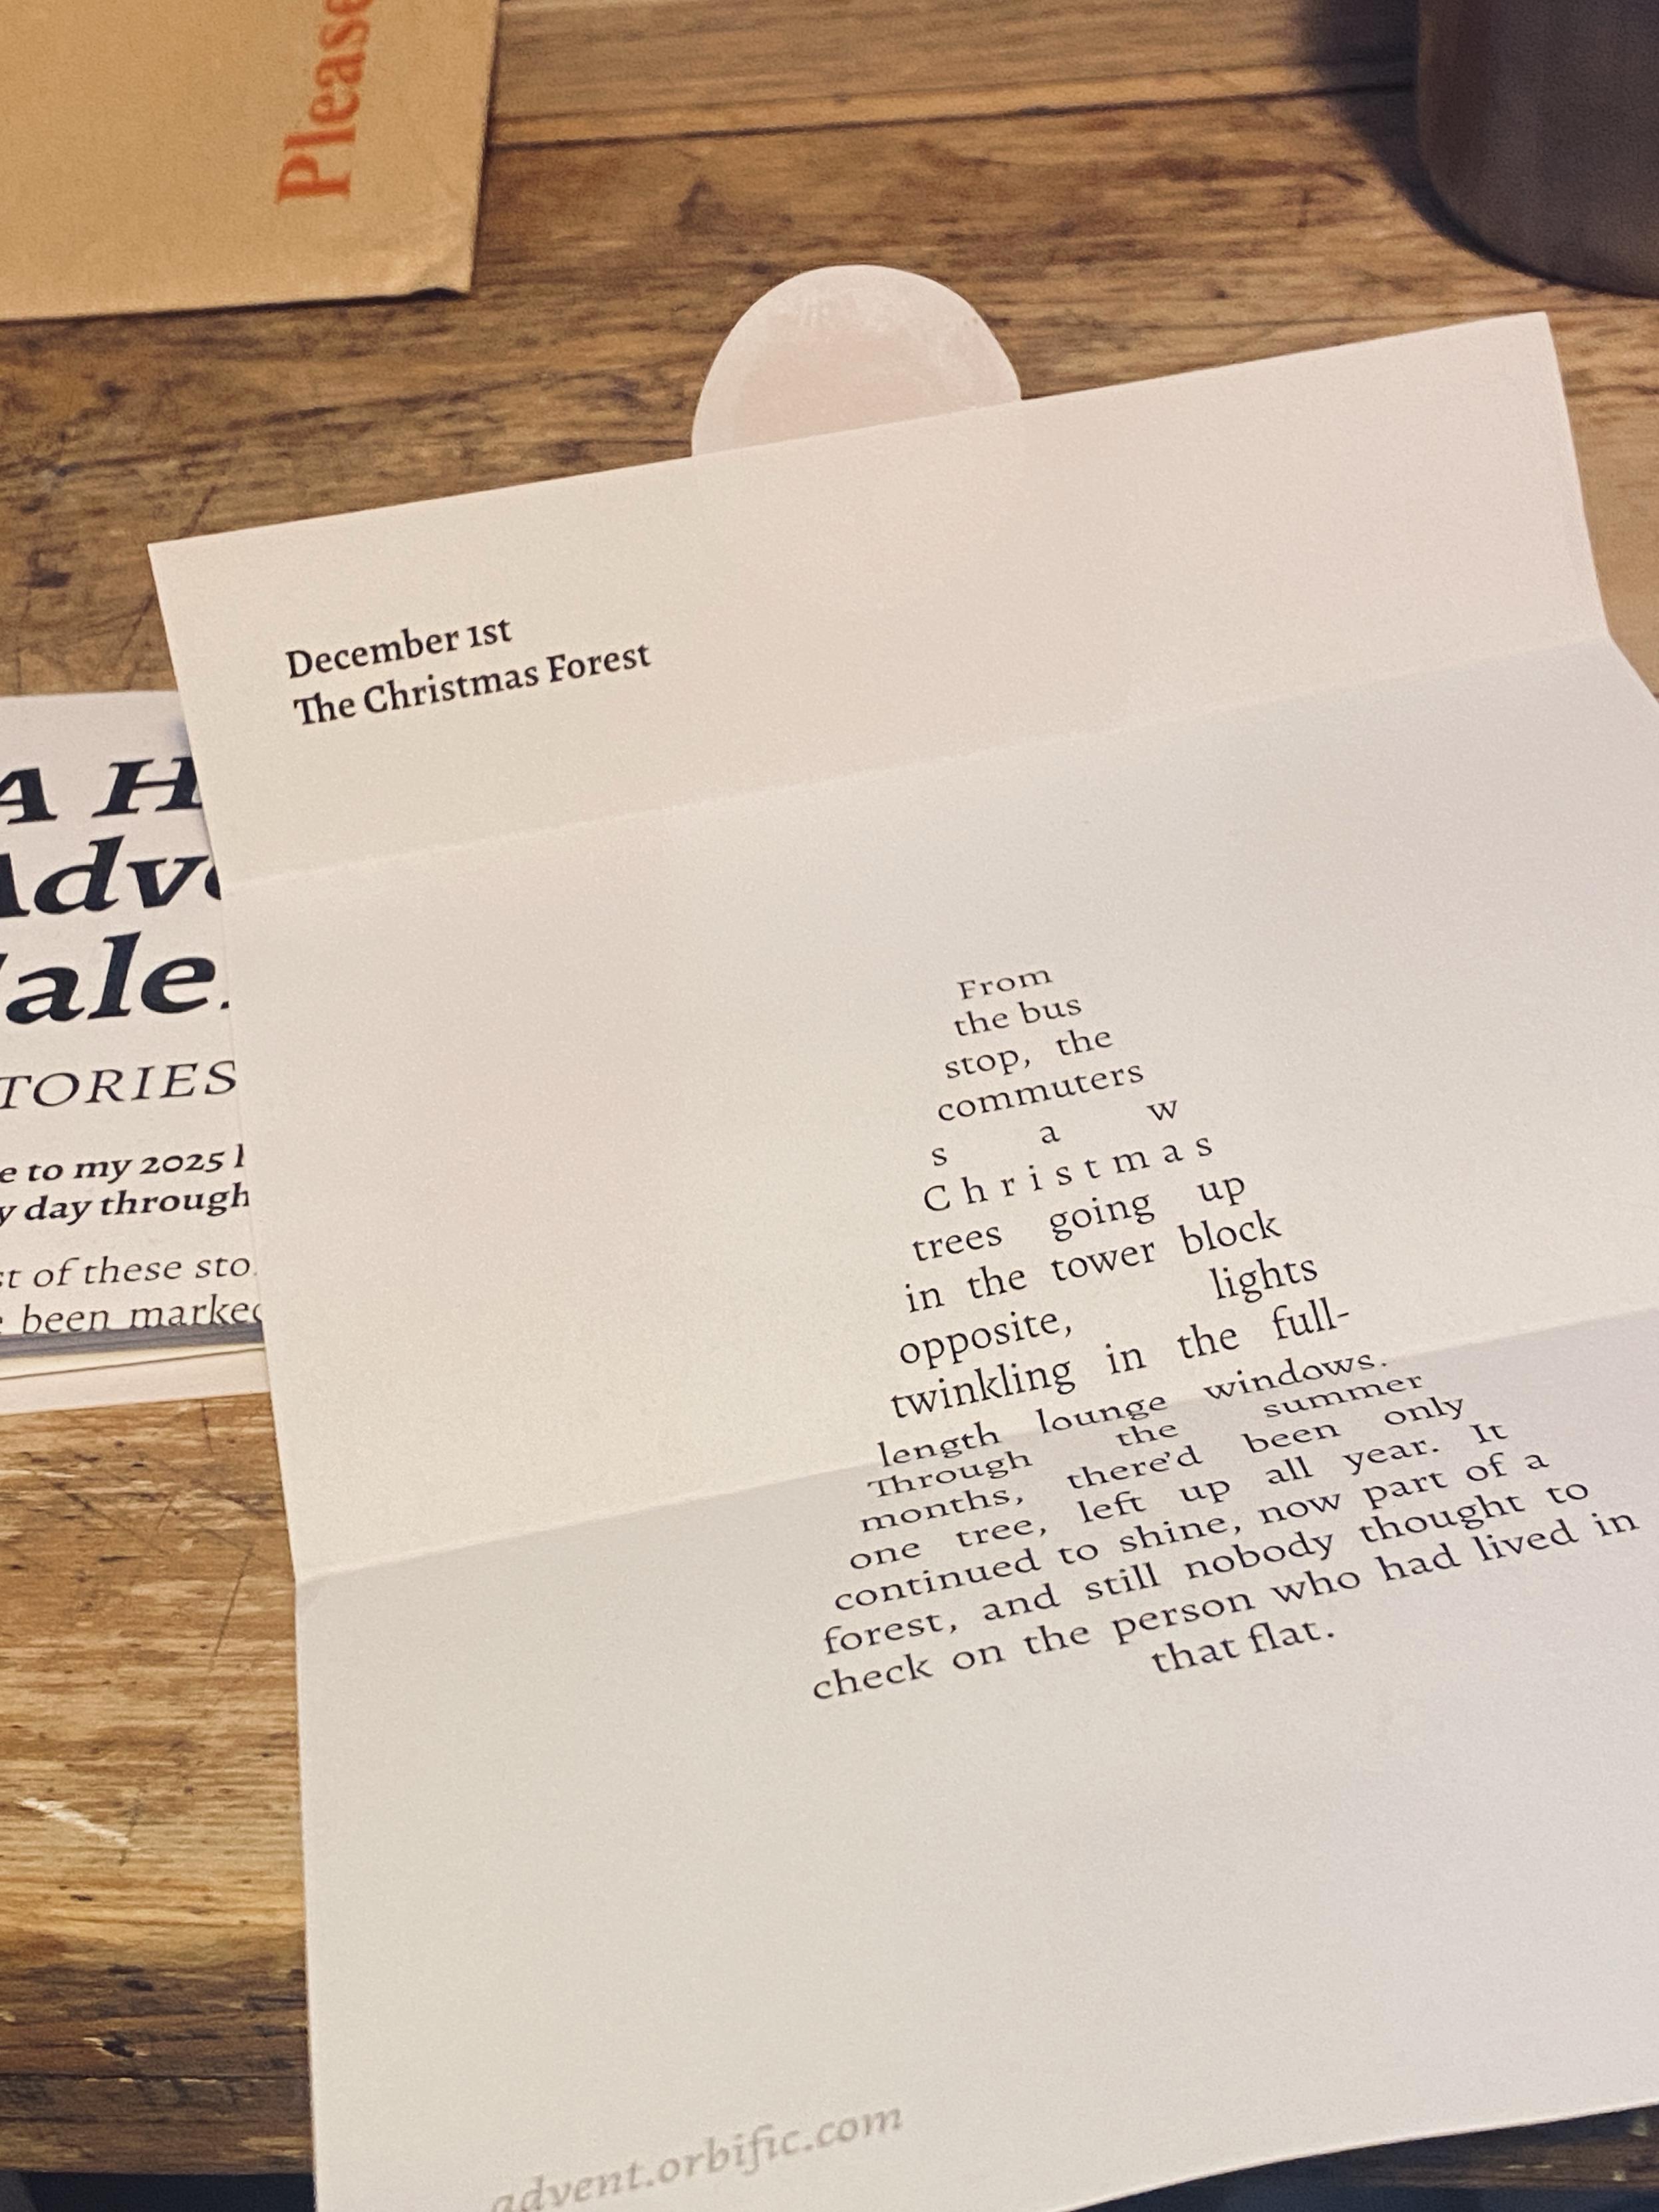 Please
December 1st
The Christmas Forest
From
the bus
stop, the
commuters
s a w
Christmas
trees going up
in the tower block
opposite, lights
twinkling in the full-
length lounge windows.
Through the summer
months, there'd been only
one tree, left up all year. It
continued to shine, now part of a
forest, and still nobody thought to
check on the person who had lived in
that flat.
advent.orbific.com
A H
Adv
ale
TORIES
e to my 2025
y day through
st of these sto
been marked